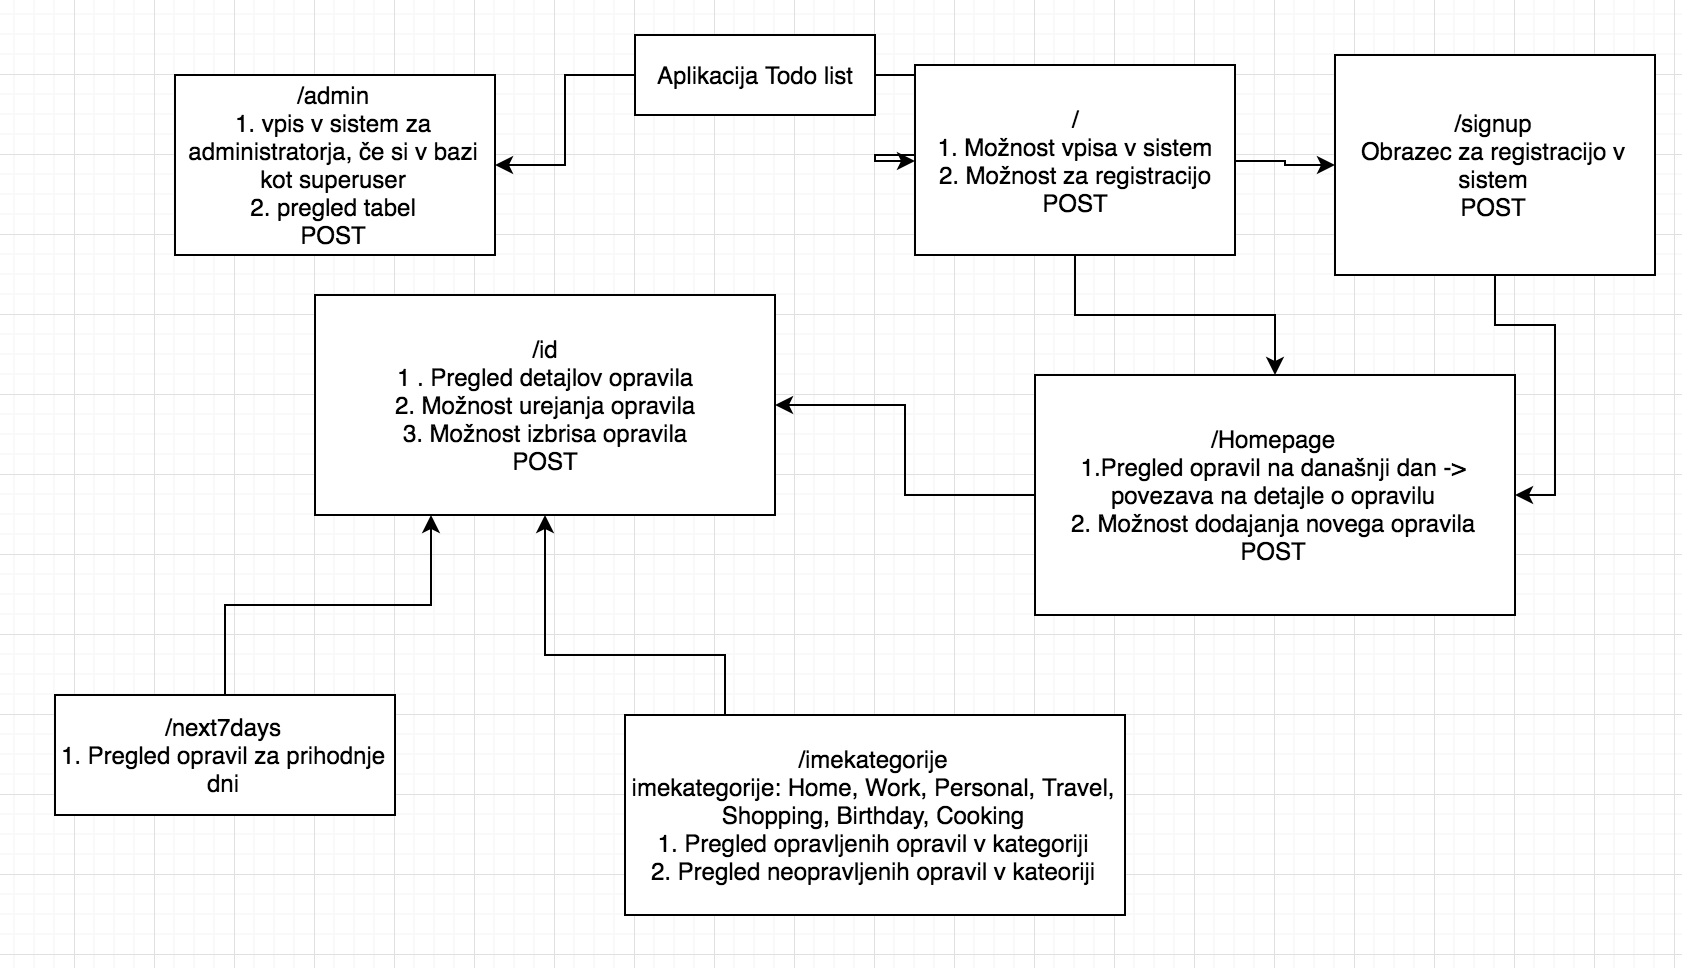 Aplikacija Todo list
/admin
1. vpis v sistem za
administratorja, če si v bazi
kot superuser
2. pregled tabel
POST
/
1. Možnost vpisa v sistem
2. Možnost za registracijo
POST
/signup
Obrazec za registracijo v
sistem
POST
/id
1 . Pregled detajlov opravila
2. Možnost urejanja opravila
3. Možnost izbrisa opravila
POST
/Homepage
1.Pregled opravil na današnji dan ->
povezava na detajle o opravilu
2. Možnost dodajanja novega opravila
POST
/next7days
1. Pregled opravil za prihodnje
dni
/imekategorije
imekategorije: Home, Work, Personal, Travel,
Shopping, Birthday, Cooking
1. Pregled opravljenih opravil v kategoriji
2. Pregled neopravljenih opravil v kateoriji